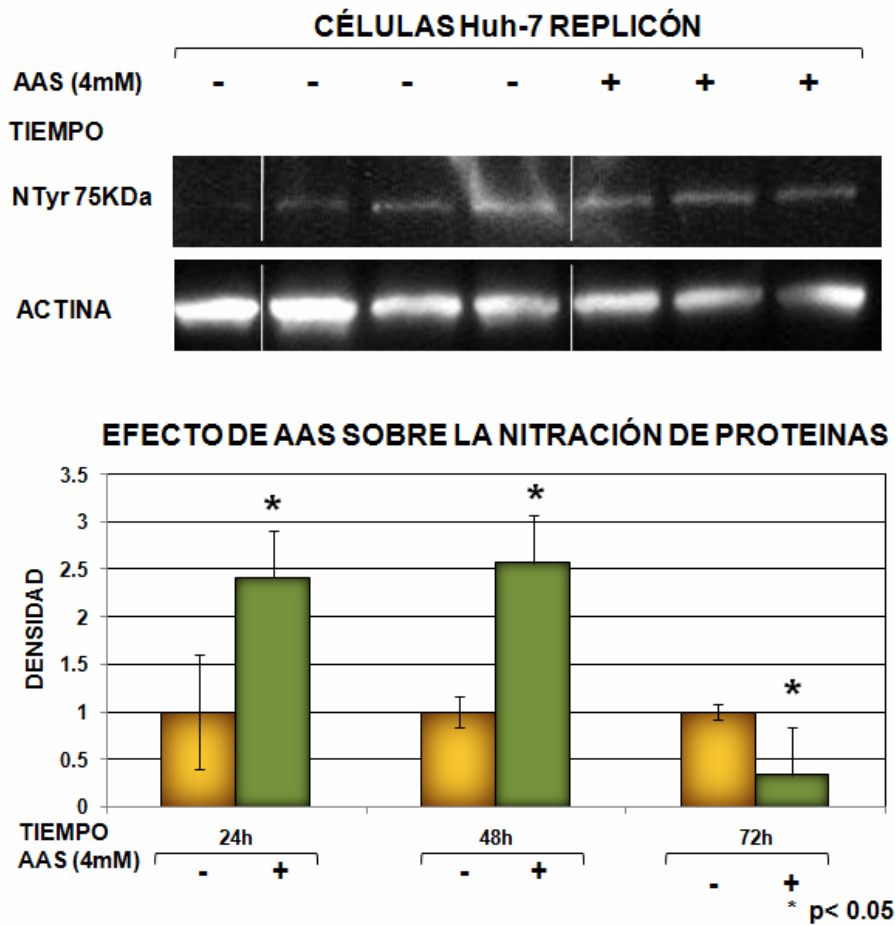 CÉLULAS Huh-7 REPLICÓN
AAS (4mM) - - - - + + +
TIEMPO
NTyr 75KDa
ACTINA
EFECTO DE AAS SOBRE LA NITRACIÓN DE PROTEINAS
DENSIDAD
3.5
3
2.5
2
1.5
1
0.5
0
* * *
TIEMPO 24h 48h 72h
AAS (4mM) - + - + - +
* p< 0.05